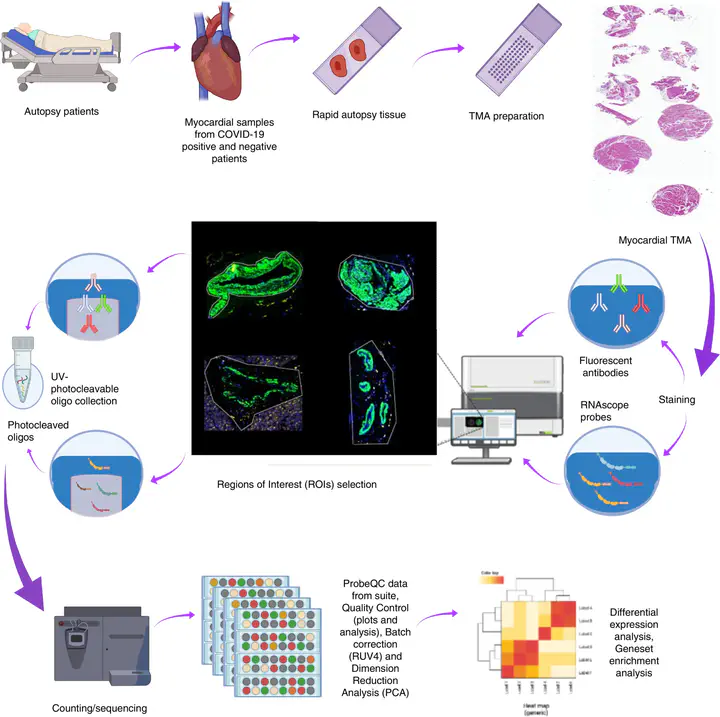 Autopsy patients
Myocardial samples
from COVID-19
positive and negative
patients
Rapid autopsy tissue
TMA preparation
Myocardial TMA
UV-
photocleavable
oligo collection
Photocleaved
oligos
Regions of Interest (ROIs) selection
Fluorescent
antibodies
RNAscope
probes
Staining
Counting/sequencing
ProbeQC data
from suite,
Quality Control
(plots and
analysis), Batch
correction
(RUV4) and
Dimension
Reduction
Analysis (PCA)
Color key
Heat map
(generic)
Differential
expression
analysis,
Geneset
enrichment
analysis